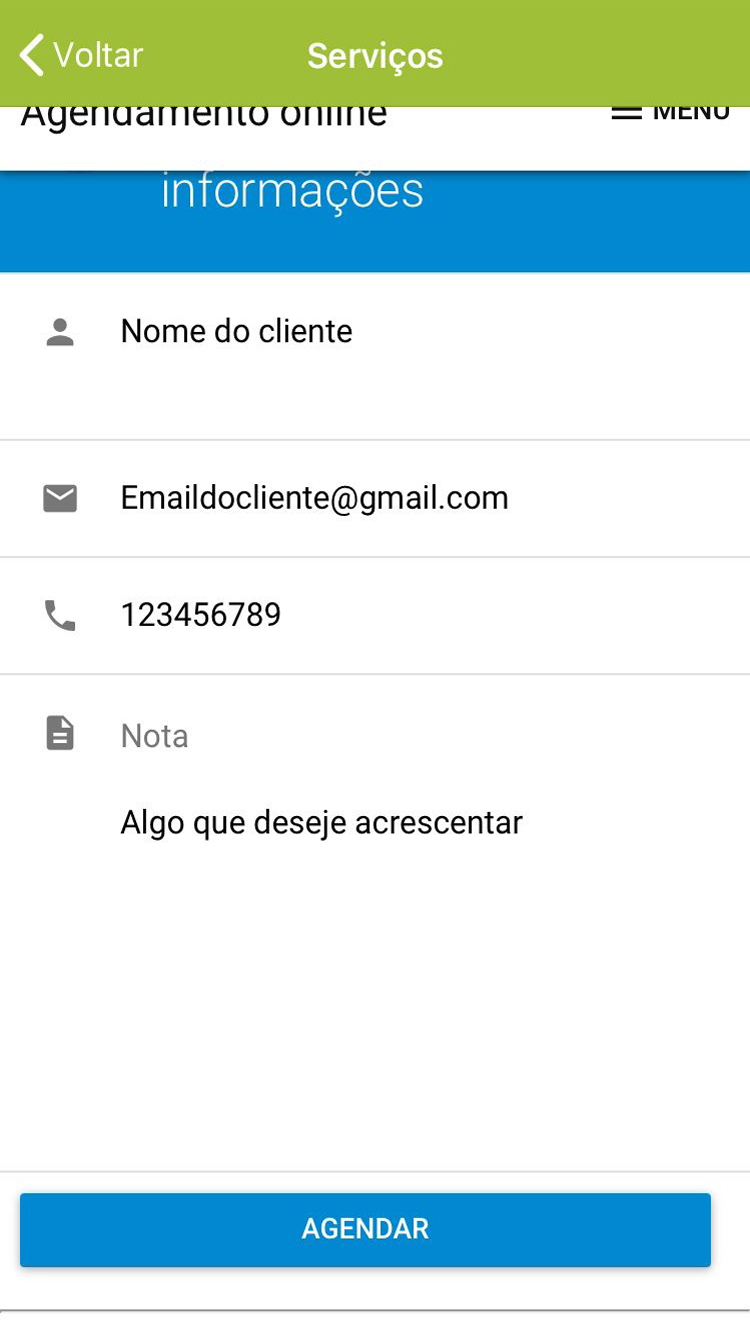 Voltar
Serviços
Agendamento online
MENU
informações
Nome do cliente
Emaildocliente@gmail.com
123456789
Nota
Algo que deseje acrescentar
AGENDAR